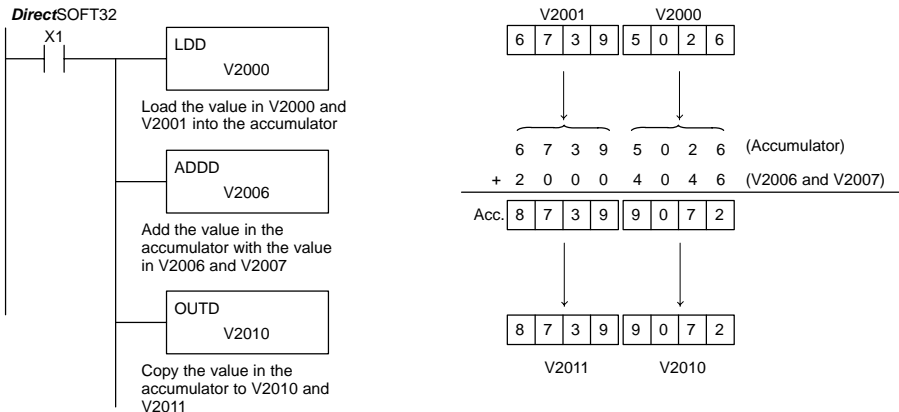 DirectSOFT32
X1
LDD
V2000
Load the value in V2000 and
V2001 into the accumulator
ADDD
V2006
Add the value in the
accumulator with the value
in V2006 and V2007
OUTD
V2010
Copy the value in the
accumulator to V2010 and
V2011
V2001 V2000
6 7 3 9 5 0 2 6
6 7 3 9 5 0 2 6 (Accumulator)
+ 2 0 0 0 4 0 4 6 (V2006 and V2007)
Acc. 8 7 3 9 9 0 7 2
8 7 3 9 9 0 7 2
V2011 V2010